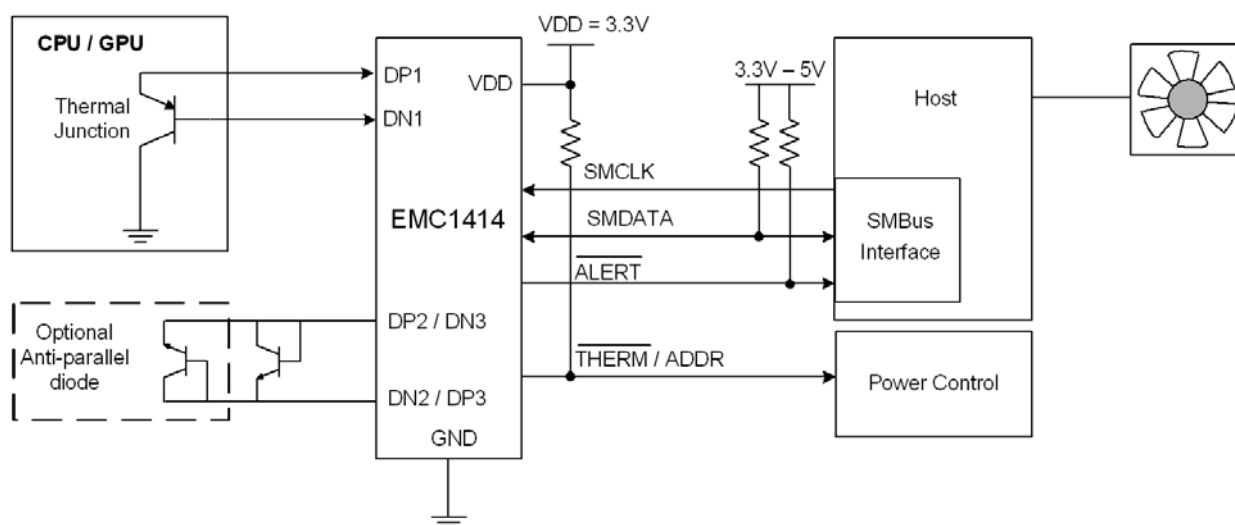 CPU / GPU
Thermal
Junction
DP1
DN1
VDD
VDD = 3.3V
3.3V – 5V
Host
EMC1414
SMCLK
SMDATA
ALERT
SMBus
Interface
Optional
Anti-parallel
diode
DP2 / DN3
DN2 / DP3
GND
THERM / ADDR
Power Control